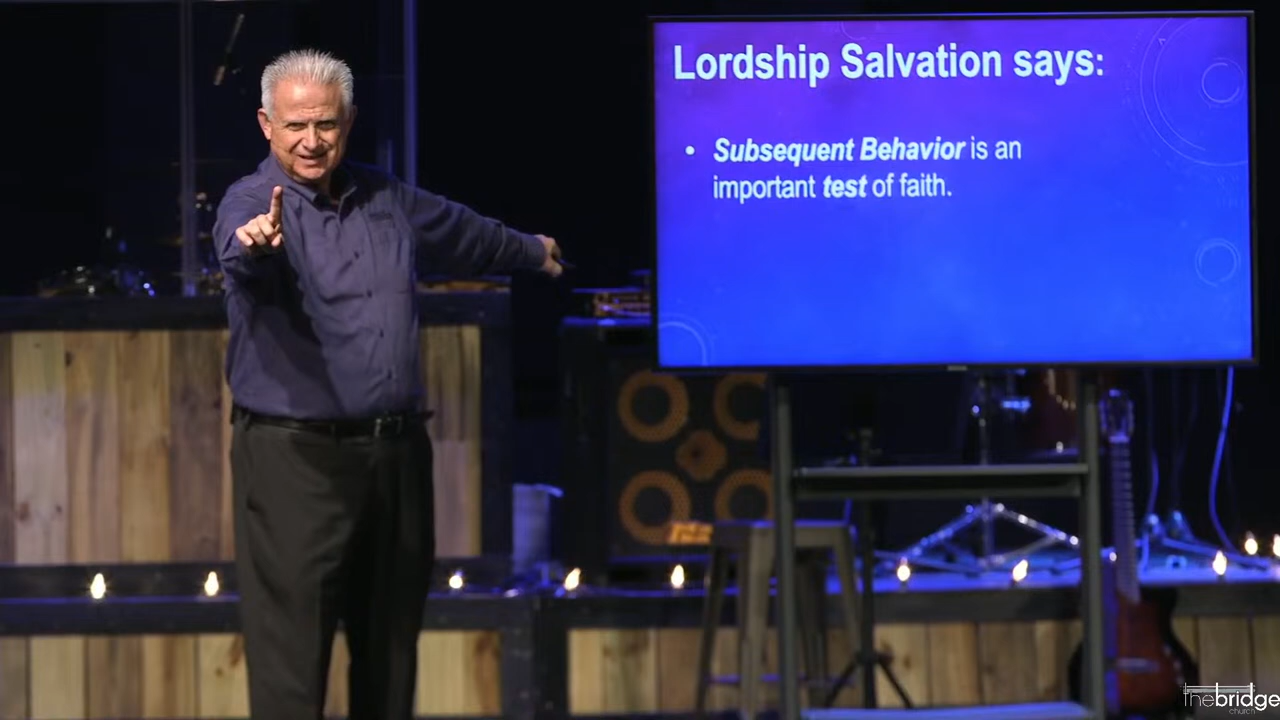 Lordship Salvation says:
• Subsequent Behavior is an
important test of faith.
thebridge
church